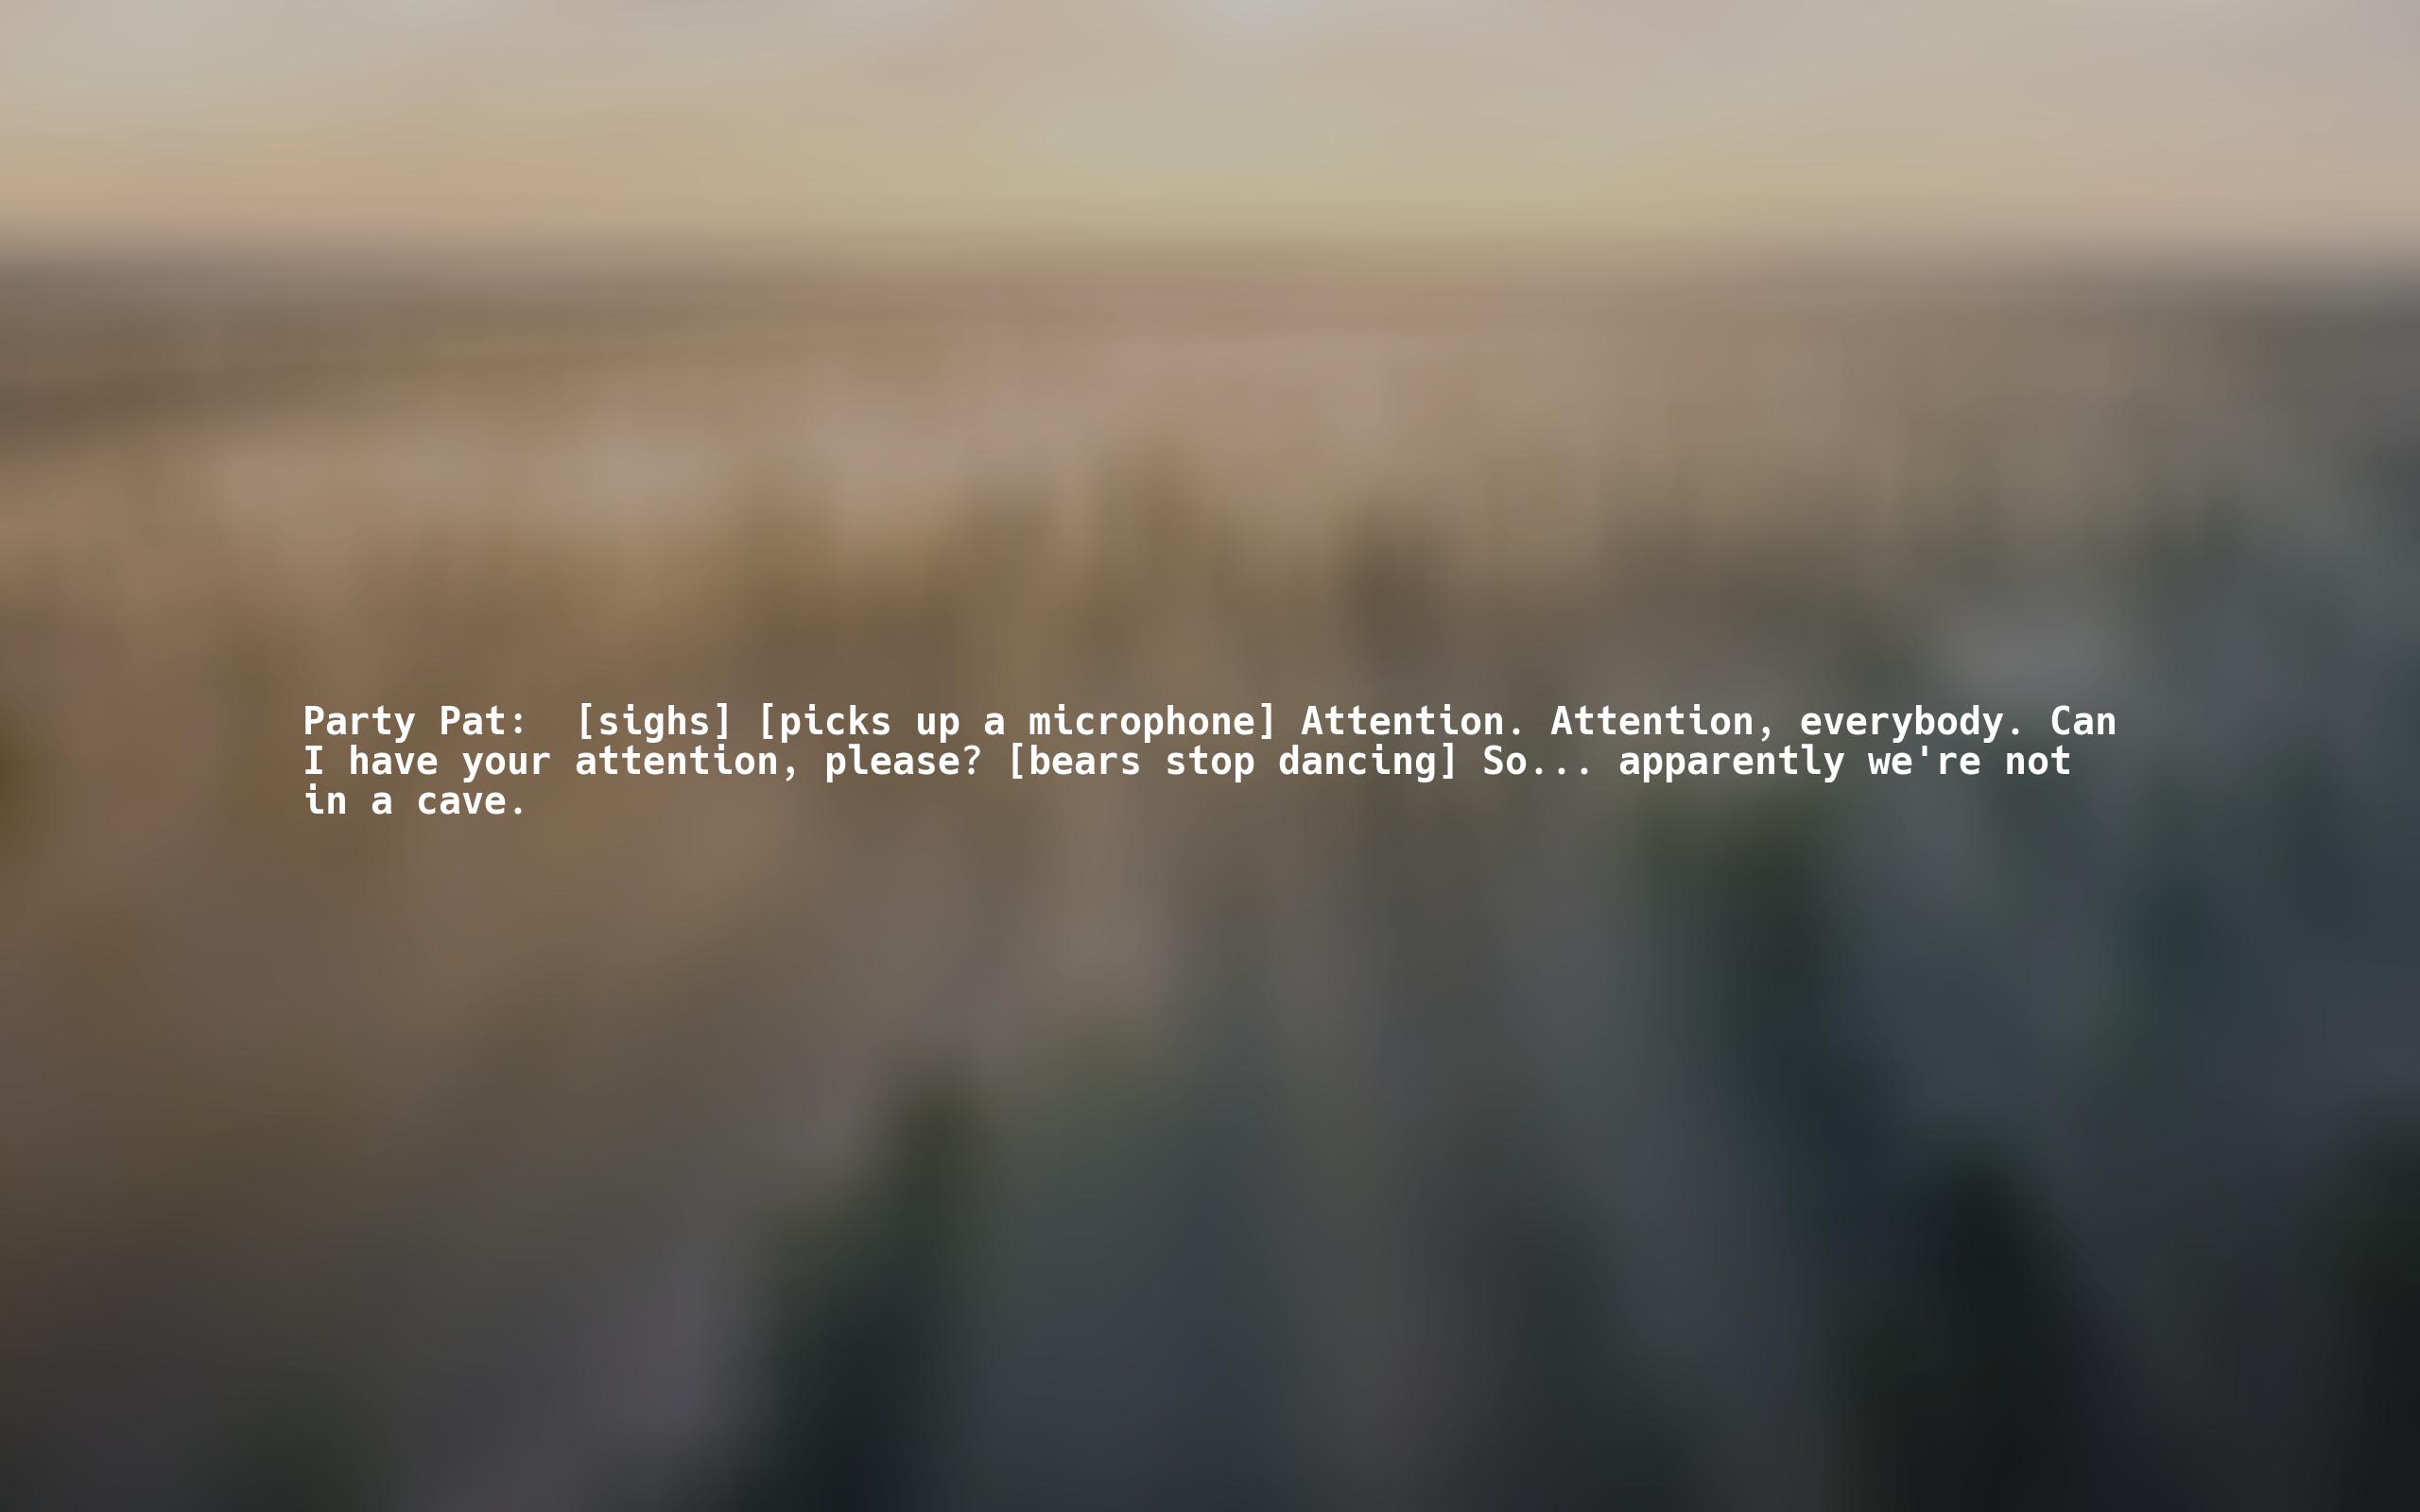 Party Pat:  [sighs] [picks up a microphone] Attention. Attention, everybody. Can
I have your attention, please? [bears stop dancing] So... apparently we're not
in a cave.